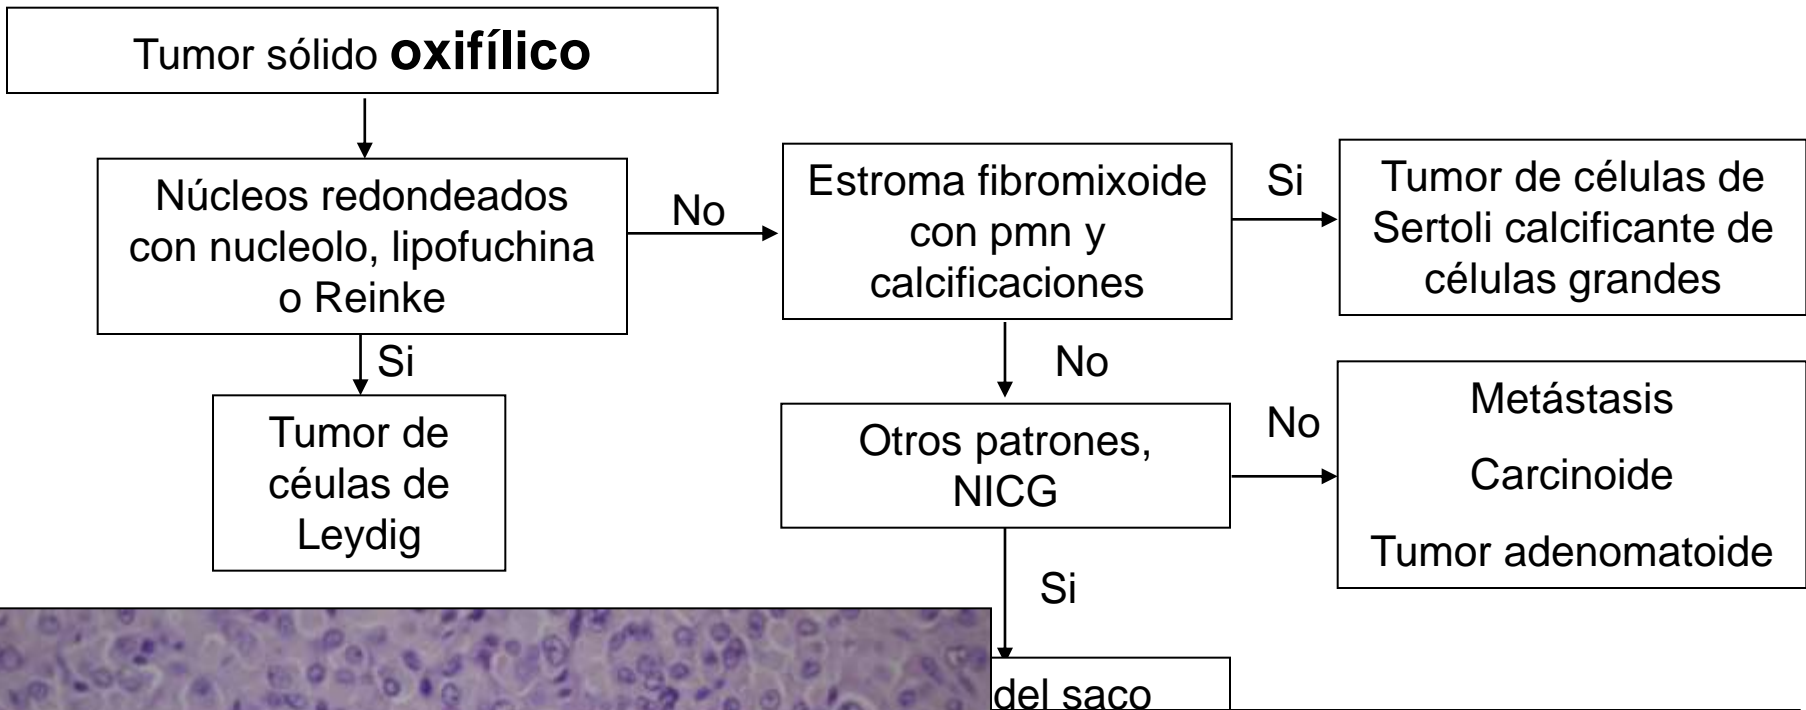 Tumor sólido oxifílico
Núcleos redondeados
con nucleolo, lipofuchina
o Reinke
No
Estroma fibromixoide
con pmn y
calcificaciones
Si
Tumor de células de
Sertoli calcificante de
células grandes
Si
No
Tumor de
céulas de
Leydig
Otros patrones,
NICG
No
Metástasis
Carcinoide
Tumor adenomatoide
Si
del saco